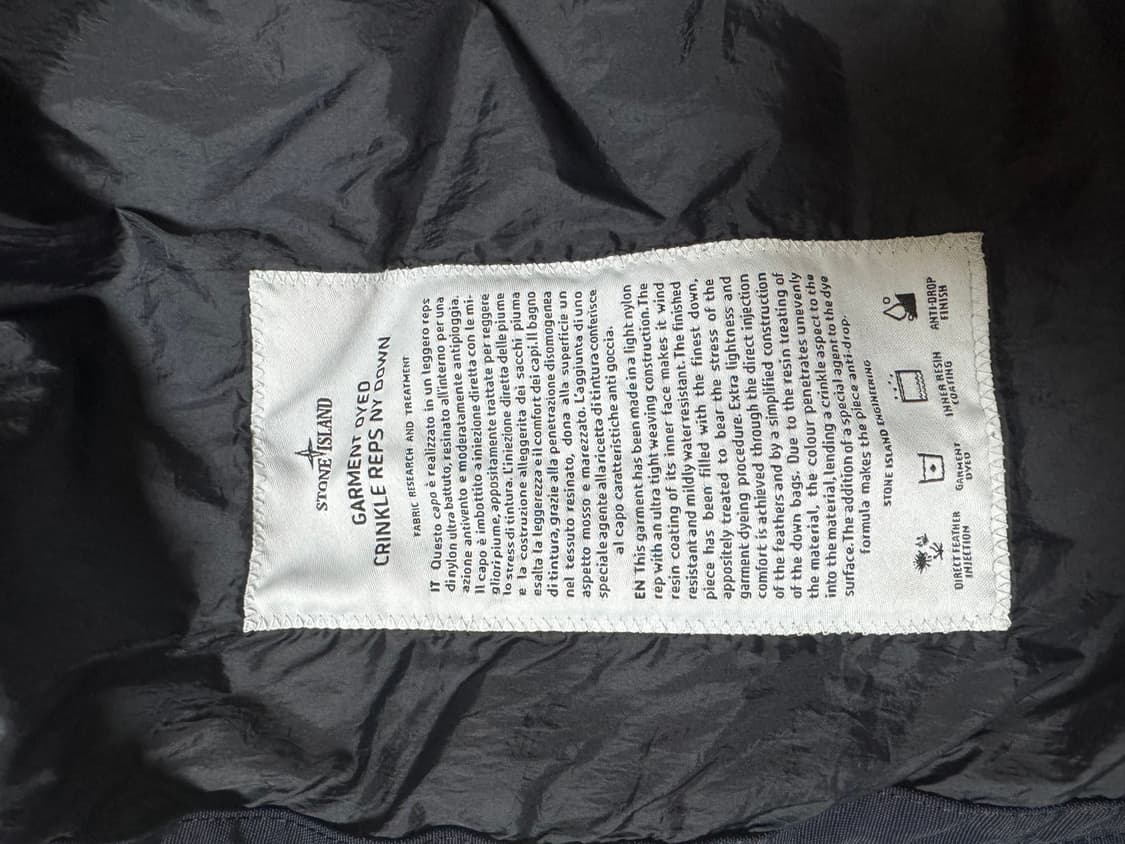 STONE ISLAND
GARMENT DYED
CRINKLE REPS NY DOWN
FABRIC RESEARCH AND TREATMENT
IT Questo capo è realizzato in un leggero reps
di nylon ultra battuto, resinato all'interno per una
azione antivento e moderatamente antipioggia.
Il capo è imbottito a iniezione diretta con le mi-
gliori piume, appositamente trattate per reggere
lo stress di tintura. L'iniezione diretta delle piume
e la costruzione alleggerita dei sacchi piuma
esalta la leggerezza e il comfort dei capi. Il bagno
di tintura, grazie alla penetrazione disomogenea
nel tessuto resinato, dona alla superficie un
aspetto mosso e marezzato. L'aggiunta di uno
speciale agente alla ricetta di tintura conferisce
al capo caratteristiche anti goccia.
EN This garment has been made in a light nylon
rep with an ultra tight weaving construction. The
resin coating of its inner face makes it wind
resistant and mildly water resistant. The finished
piece has been filled with the finest down,
appositely treated to bear the stress of the
garment dyeing procedure. Extra lightness and
comfort is achieved through the direct injection
of the feathers and by a simplified construction
of the down bags. Due to the resin treating of
the material, the colour penetrates unevenly
into the material, lending a crinkle aspect to the
surface. The addition of a special agent to the dye
formula makes the piece anti-drop.
STONE ISLAND ENGINEERING
DIRECT FEATHER
INJECTION
GARMENT
DYED
INNER RESIN
COATING
ANTI-DROP
FINISH